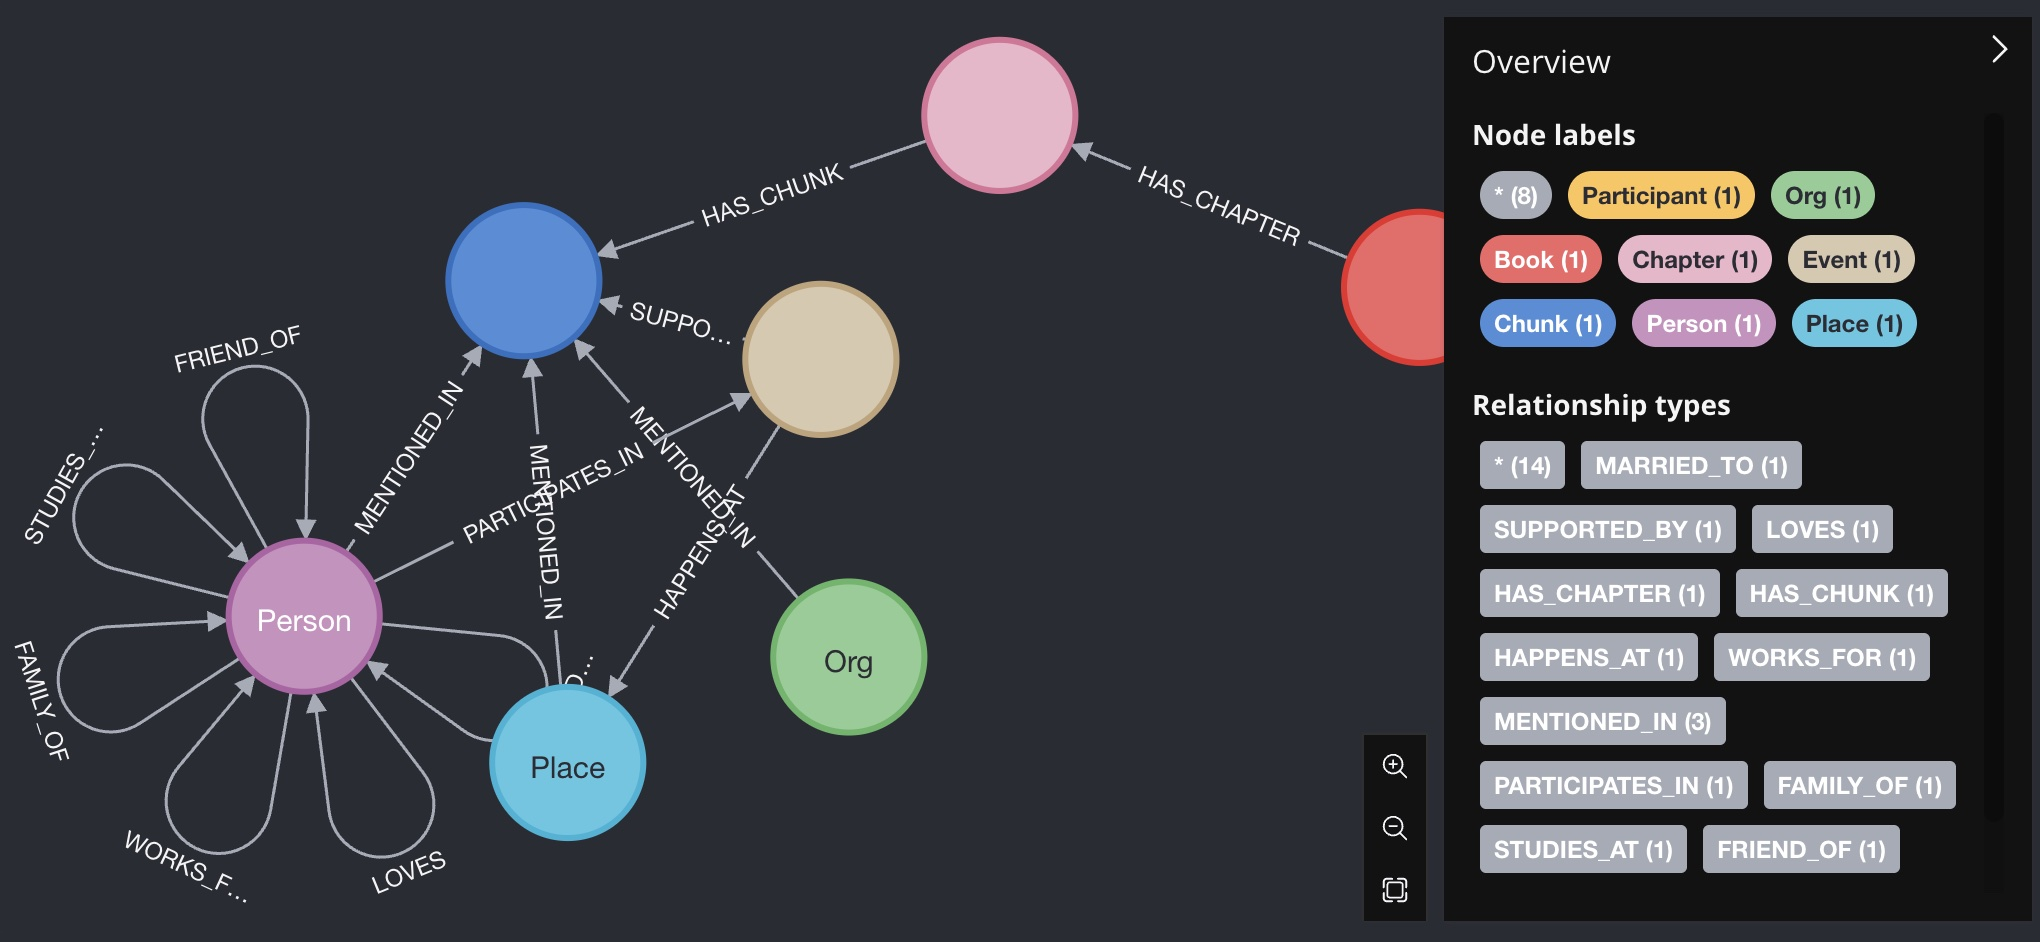 HAS_CHUNK
HAS_CHAPTER
SUPPO...
FRIEND_OF
STUDIES_...
MENTIONED_IN
MENTIONED_IN
PARTICIPATES_IN
MENTIONED_IN
HAPPENS_AT
Person
Org
FAMILY_OF
Place
WORKS_F...
LOVES
Overview
Node labels
* (8) Participant (1) Org (1)
Book (1) Chapter (1) Event (1)
Chunk (1) Person (1) Place (1)
Relationship types
* (14) MARRIED_TO (1)
SUPPORTED_BY (1) LOVES (1)
HAS_CHAPTER (1) HAS_CHUNK (1)
HAPPENS_AT (1) WORKS_FOR (1)
MENTIONED_IN (3)
PARTICIPATES_IN (1) FAMILY_OF (1)
STUDIES_AT (1) FRIEND_OF (1)